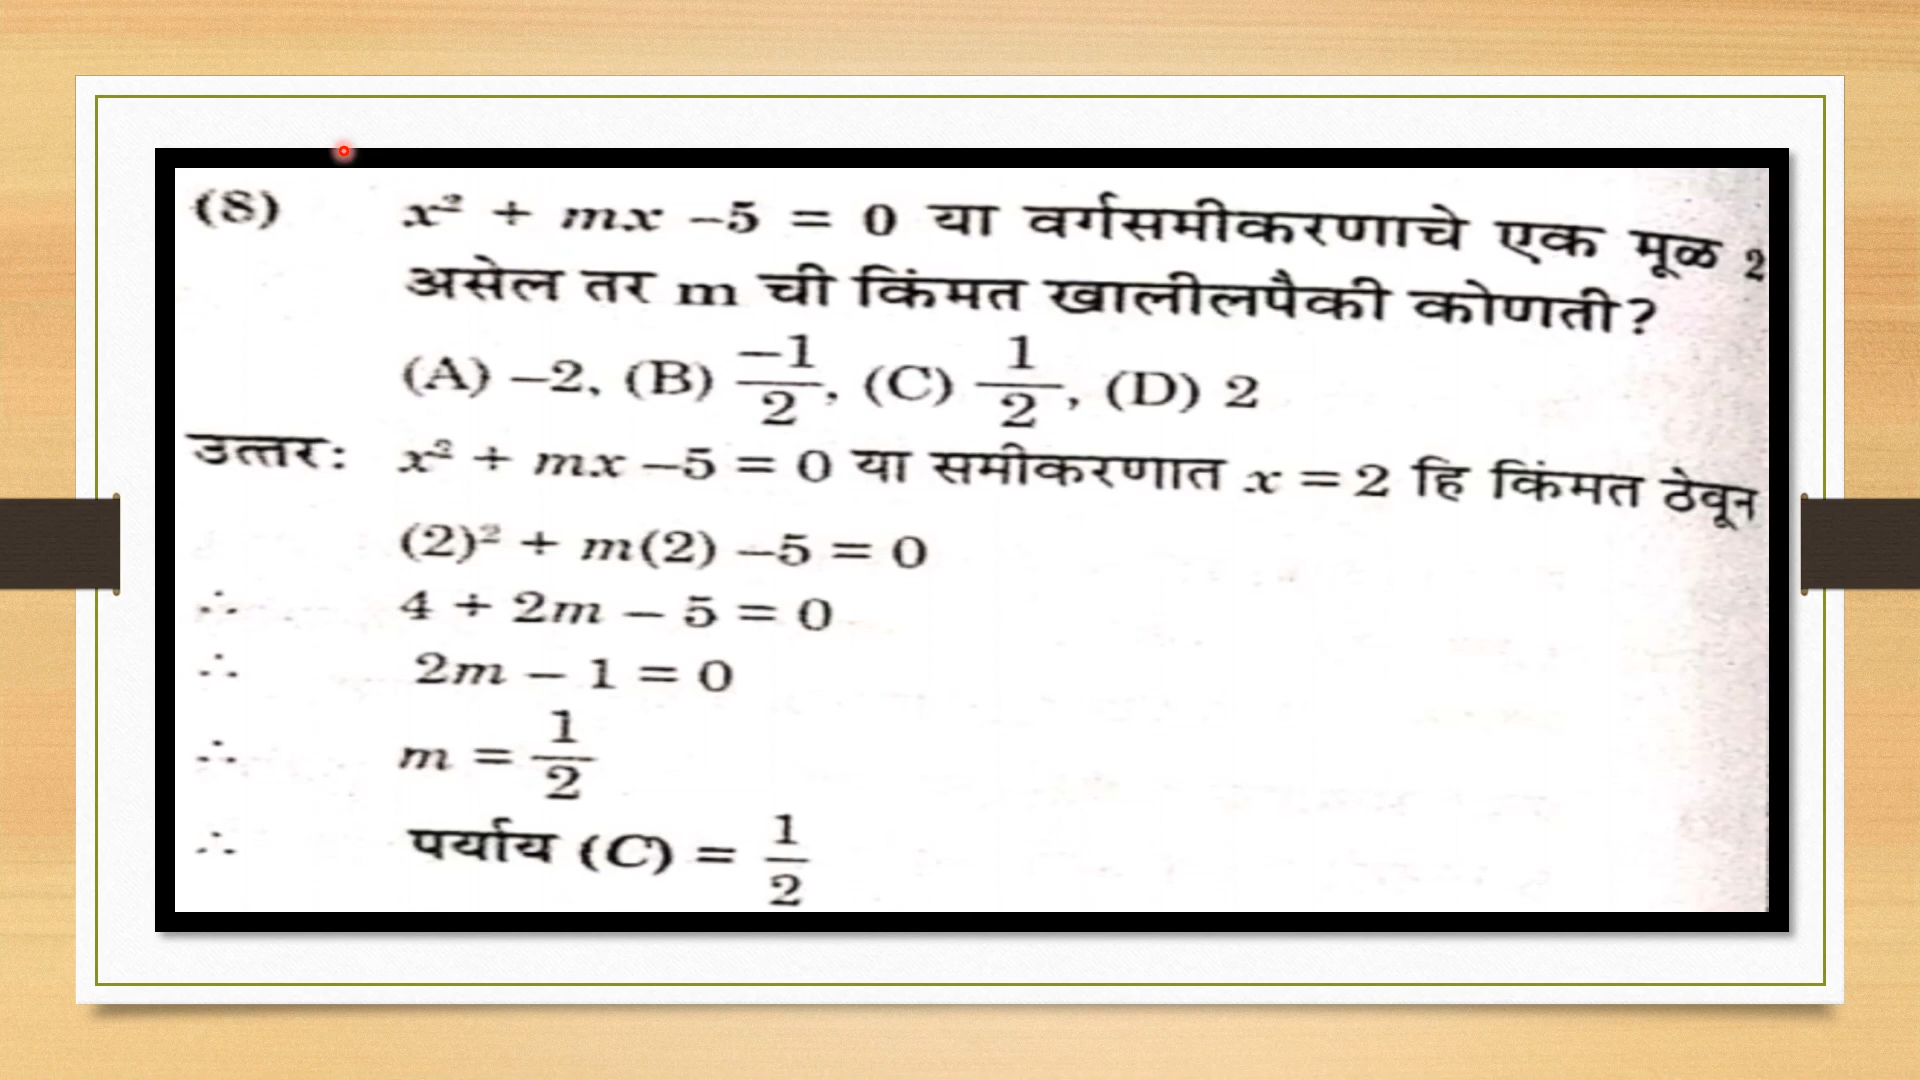 (8) x² + mx –5 = 0 या वर्गसमीकरणाचे एक मूळ 2
असेल तर m ची किंमत खालीलपैकी कोणती?
(A) –2, (B) –1/2, (C) 1/2, (D) 2
उत्तर: x² + mx –5 = 0 या समीकरणात x = 2 हि किंमत ठेवून
(2)² + m(2) –5 = 0
∴ 4 + 2m – 5 = 0
∴ 2m – 1 = 0
∴ m = 1/2
∴ पर्याय (C) = 1/2